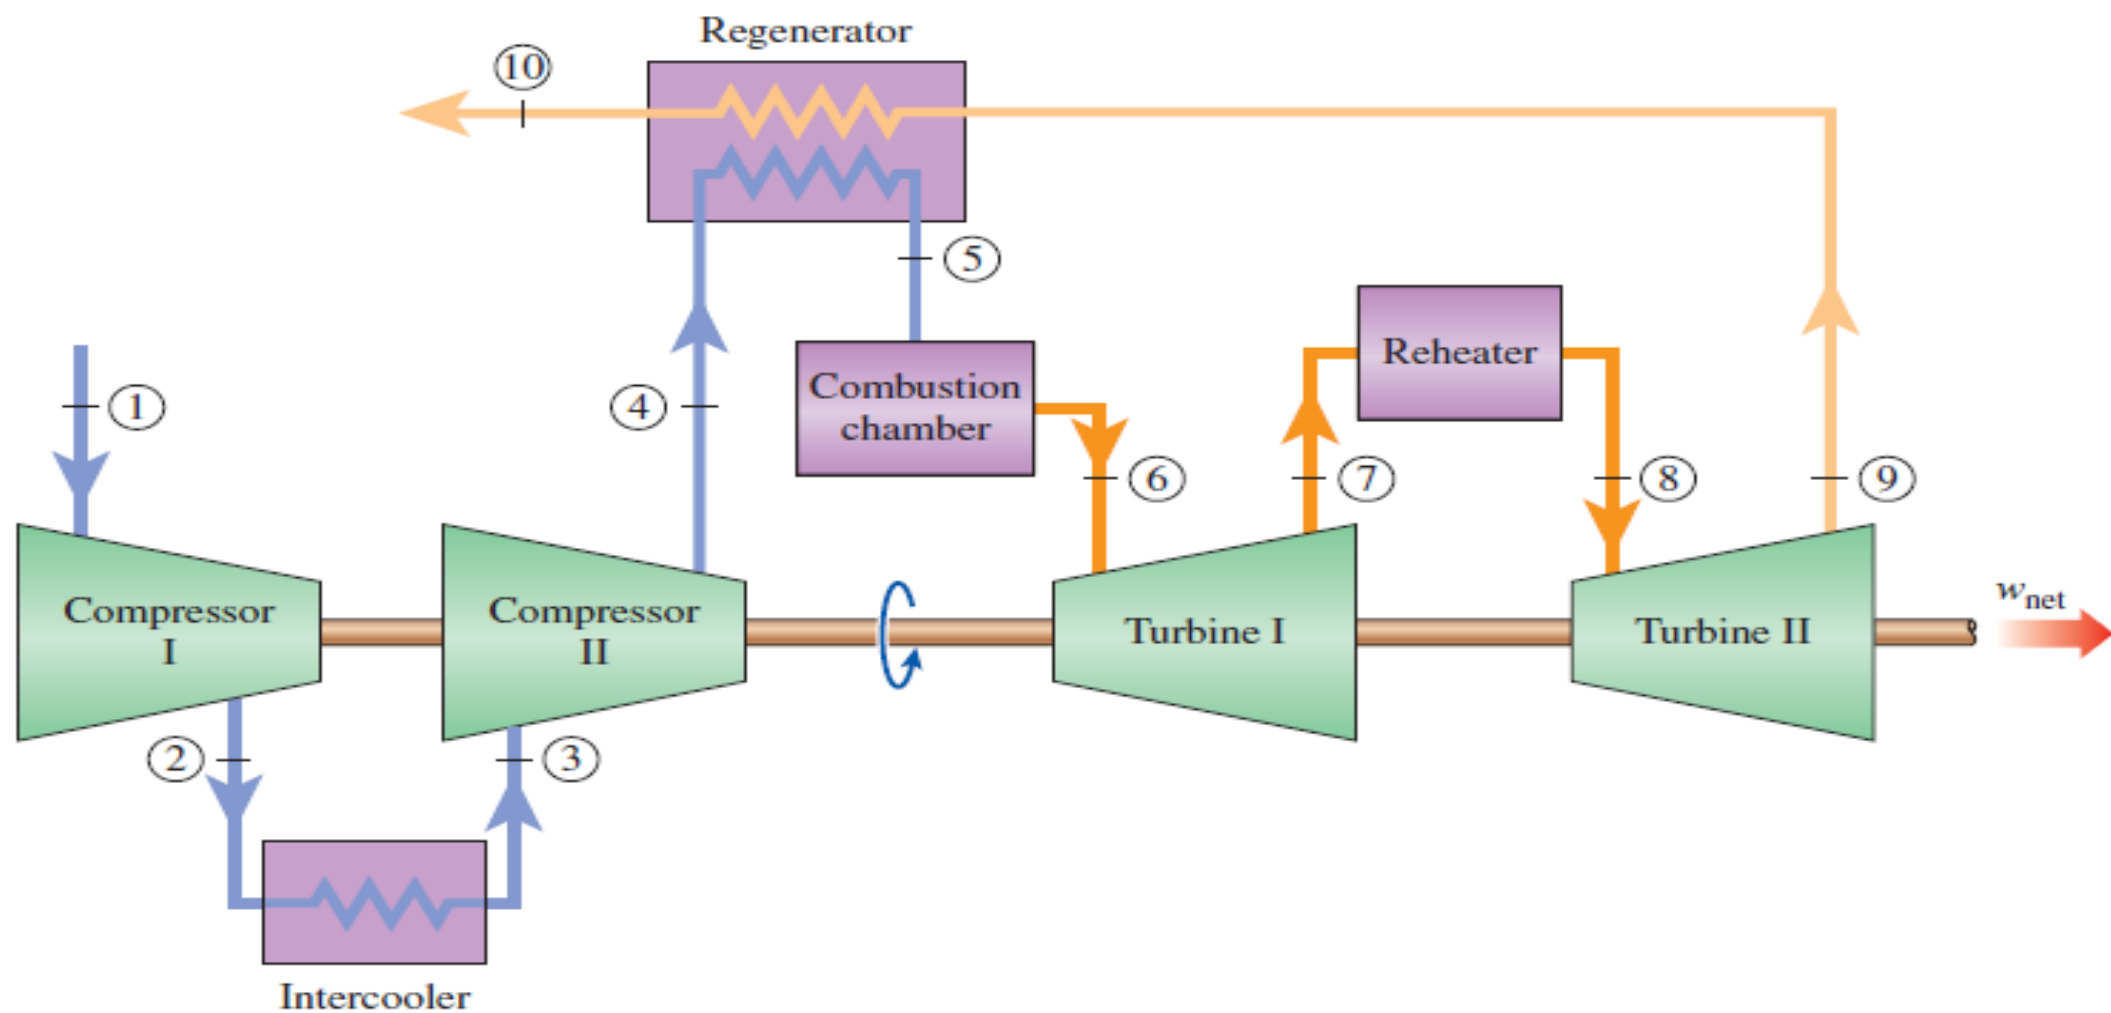 Regenerator
10
5
Reheater
Combustion
chamber
1
4
6
7
8
9
Compressor
I
Compressor
II
Turbine I
Turbine II
wnet
2
3
Intercooler